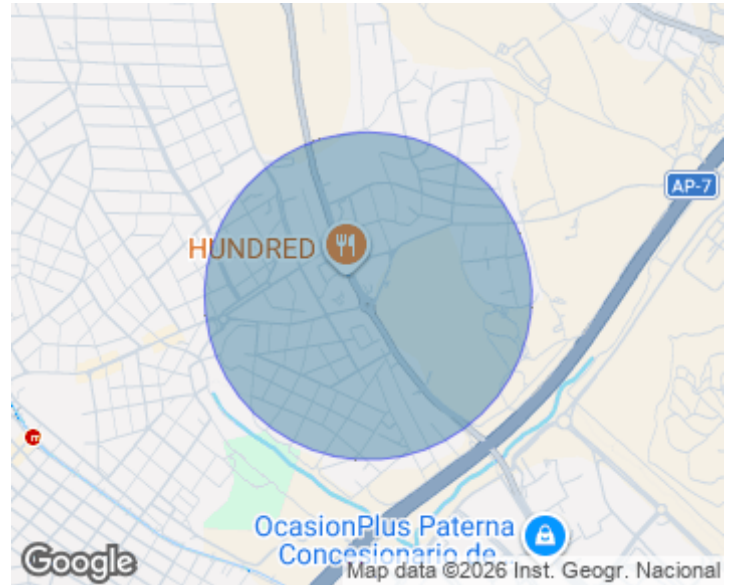 AP-7
HUNDRED
OcasionPlus Paterna
Concesionario de
Google
Map data ©2026 Inst. Geogr. Nacional